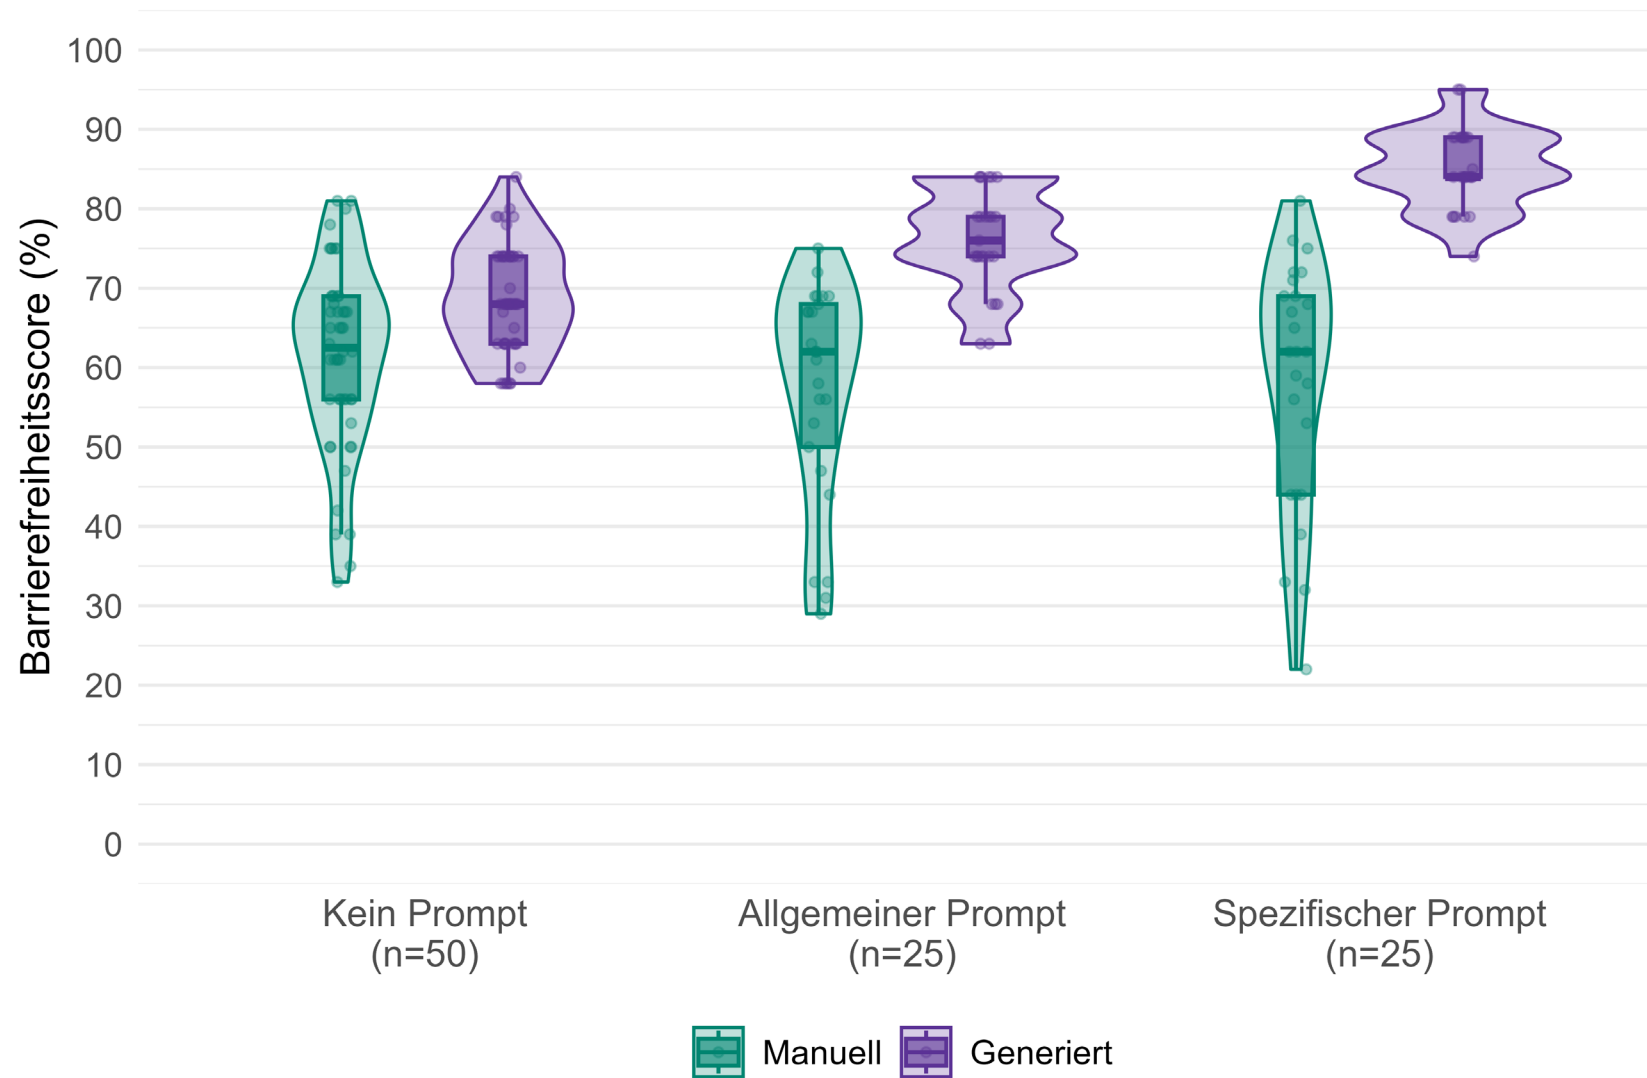 Barrierefreiheitsscore (%)
100
90
80
70
60
50
40
30
20
10
0
Kein Prompt
(n=50)
Allgemeiner Prompt
(n=25)
Spezifischer Prompt
(n=25)
Manuell
Generiert